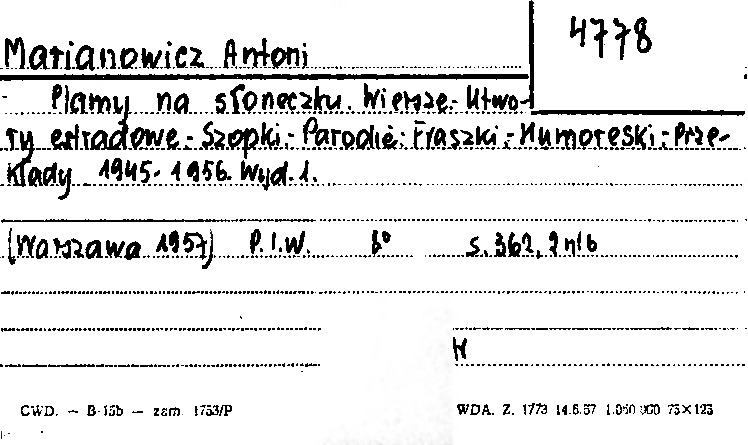 4778
Marianowicz Antoni
Plamy na słoneczku. Wiersze.- Utwo-
ry estradowe.- Szopki.- Parodie.- Fraszki.- Humoreski.- Prze-
kłady 1945-1956. Wyd.1.
(Warszawa 1957) P.I.W. 8° s. 362, 2 nlb
H
CWD. — B-15b — zam. 1753/P
WDA. Z. 1773 14.6.67 1.050.000 75×125